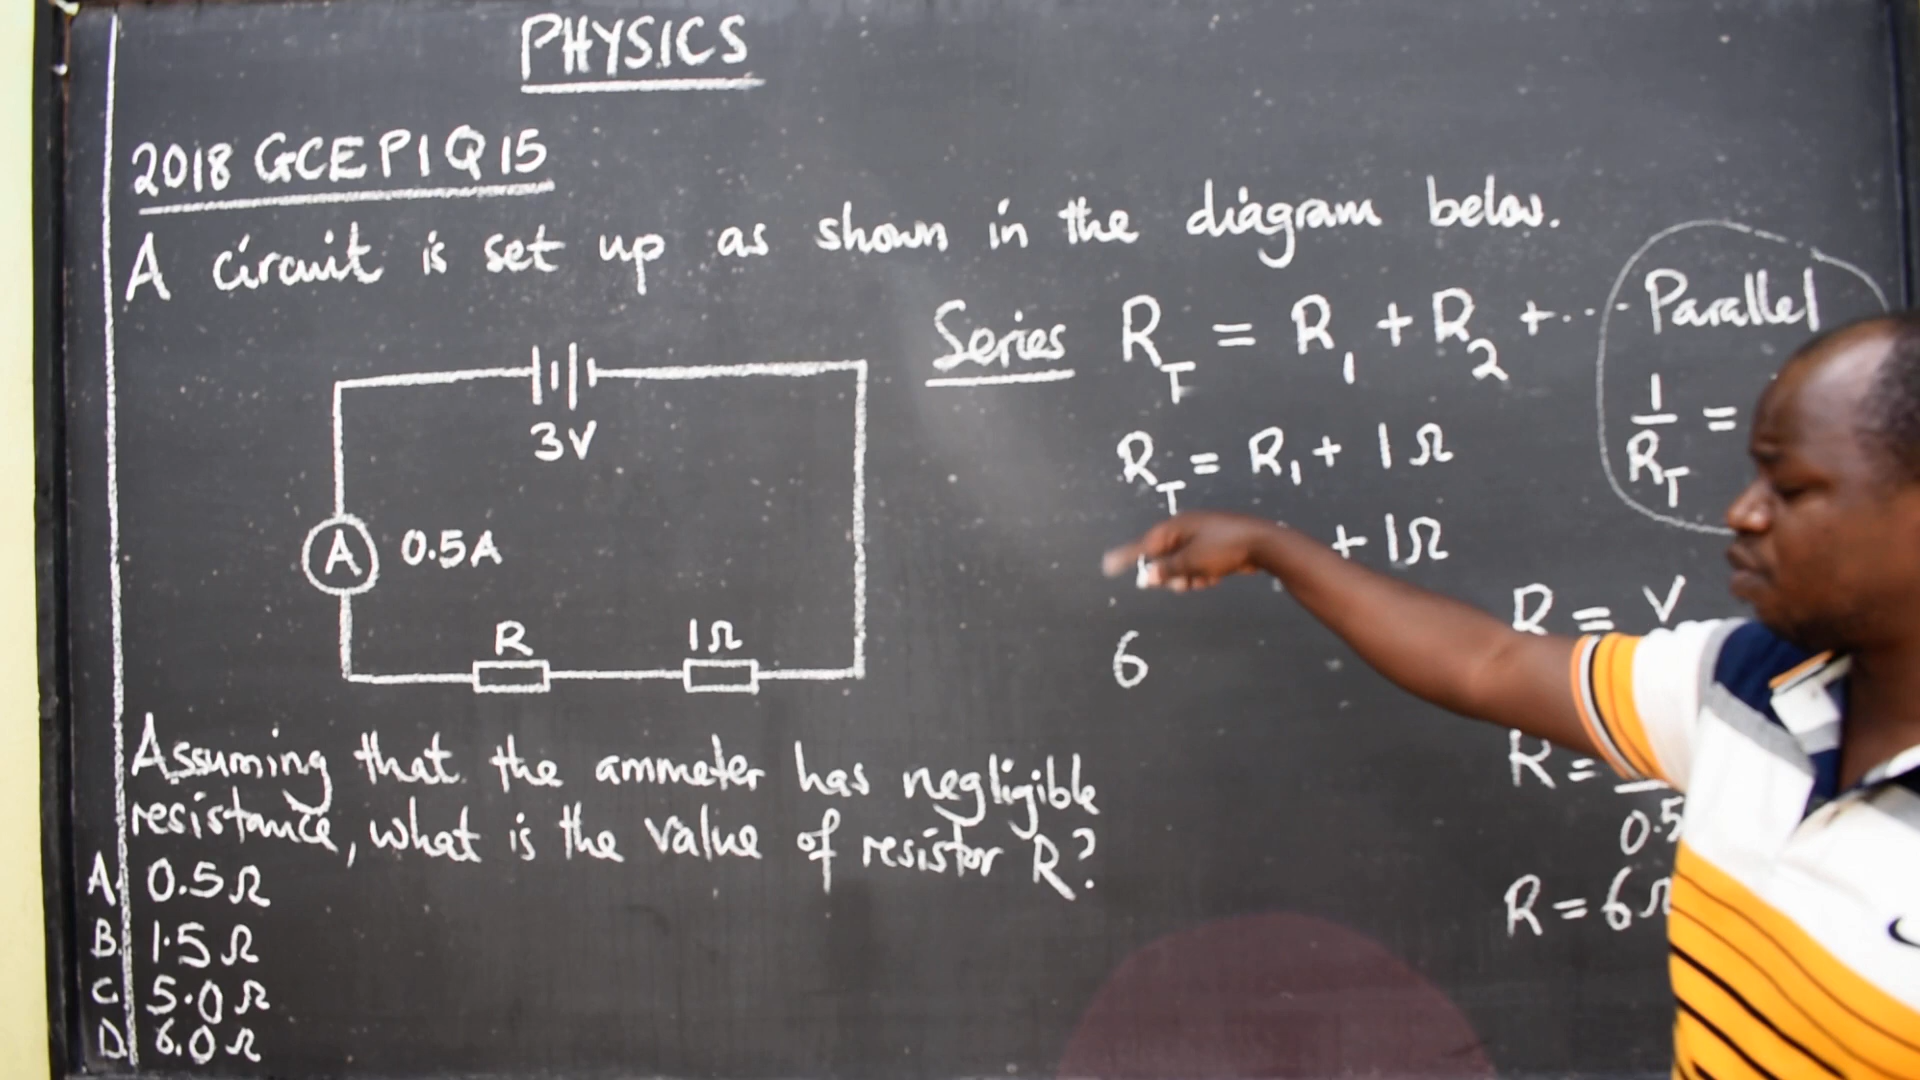 PHYSICS
2018 GCE P1 Q15
A circuit is set up as shown in the diagram below.
3V
A 0.5A
R
1Ω
Assuming that the ammeter has negligible
resistance, what is the value of resistor R?
A. 0.5Ω
B. 1.5Ω
C. 5.0Ω
D. 6.0Ω
Series R_T = R_1 + R_2 + ...
R_T = R_1 + 1Ω
+ 1Ω
6
Parallel
1/R_T =
R = V
R =
0.5
R = 6Ω